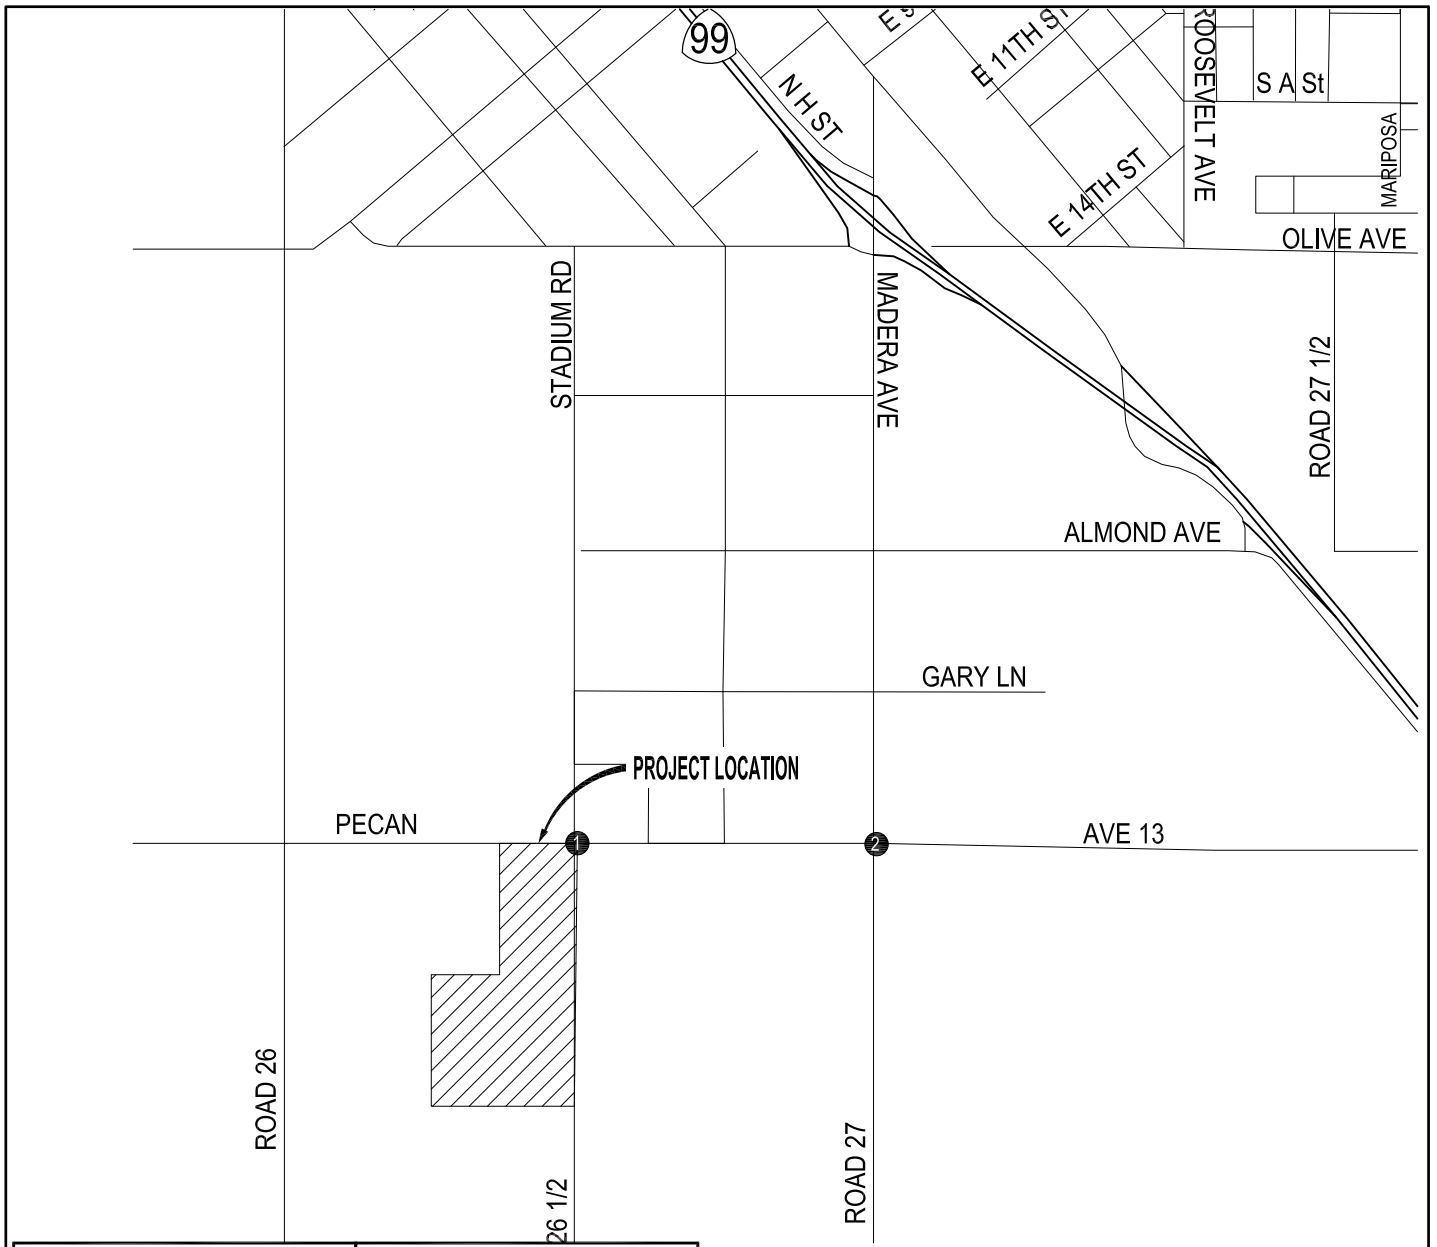 99
E 9
E 11TH ST
ROOSEVELT AVE
S A St
N H ST
MARIPOSA
E 14TH ST
OLIVE AVE
STADIUM RD
MADERA AVE
ROAD 27 1/2
ALMOND AVE
GARY LN
PROJECT LOCATION
PECAN
1
2
AVE 13
ROAD 26
ROAD 27
26 1/2